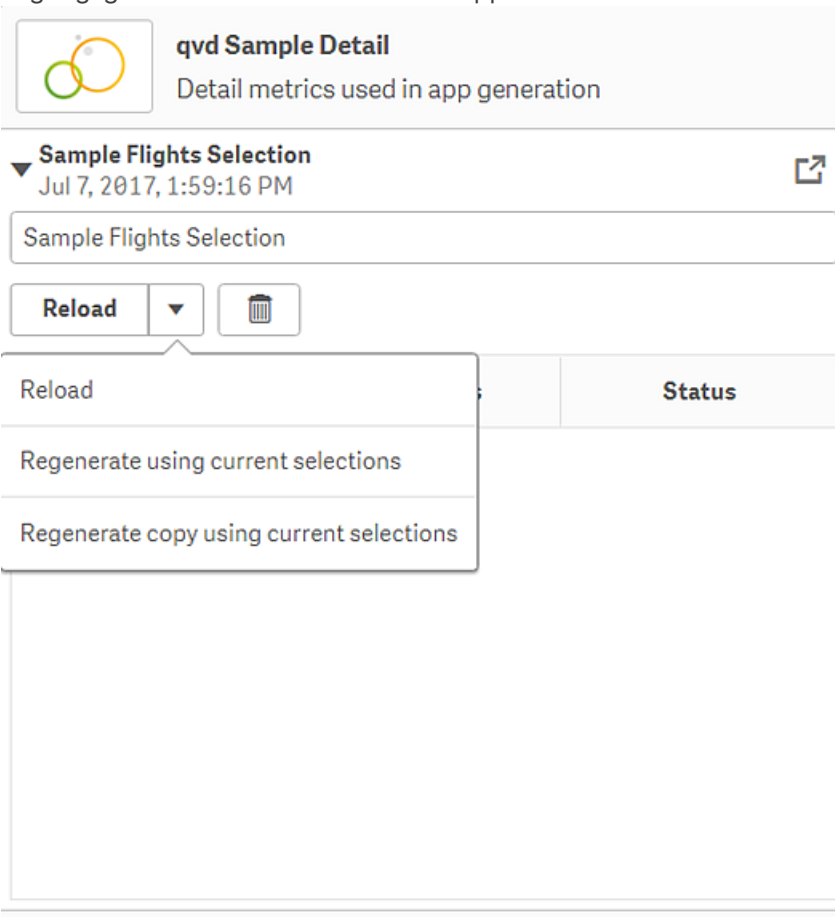 qvd Sample Detail
Detail metrics used in app generation
Sample Flights Selection
Jul 7, 2017, 1:59:16 PM
Sample Flights Selection
Reload
Reload
Status
Regenerate using current selections
Regenerate copy using current selections